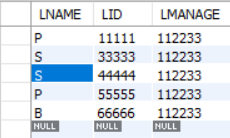 LNAME LID LMANAGE
P 11111 112233
S 33333 112233
S 44444 112233
P 55555 112233
B 66666 112233
NULL NULL NULL